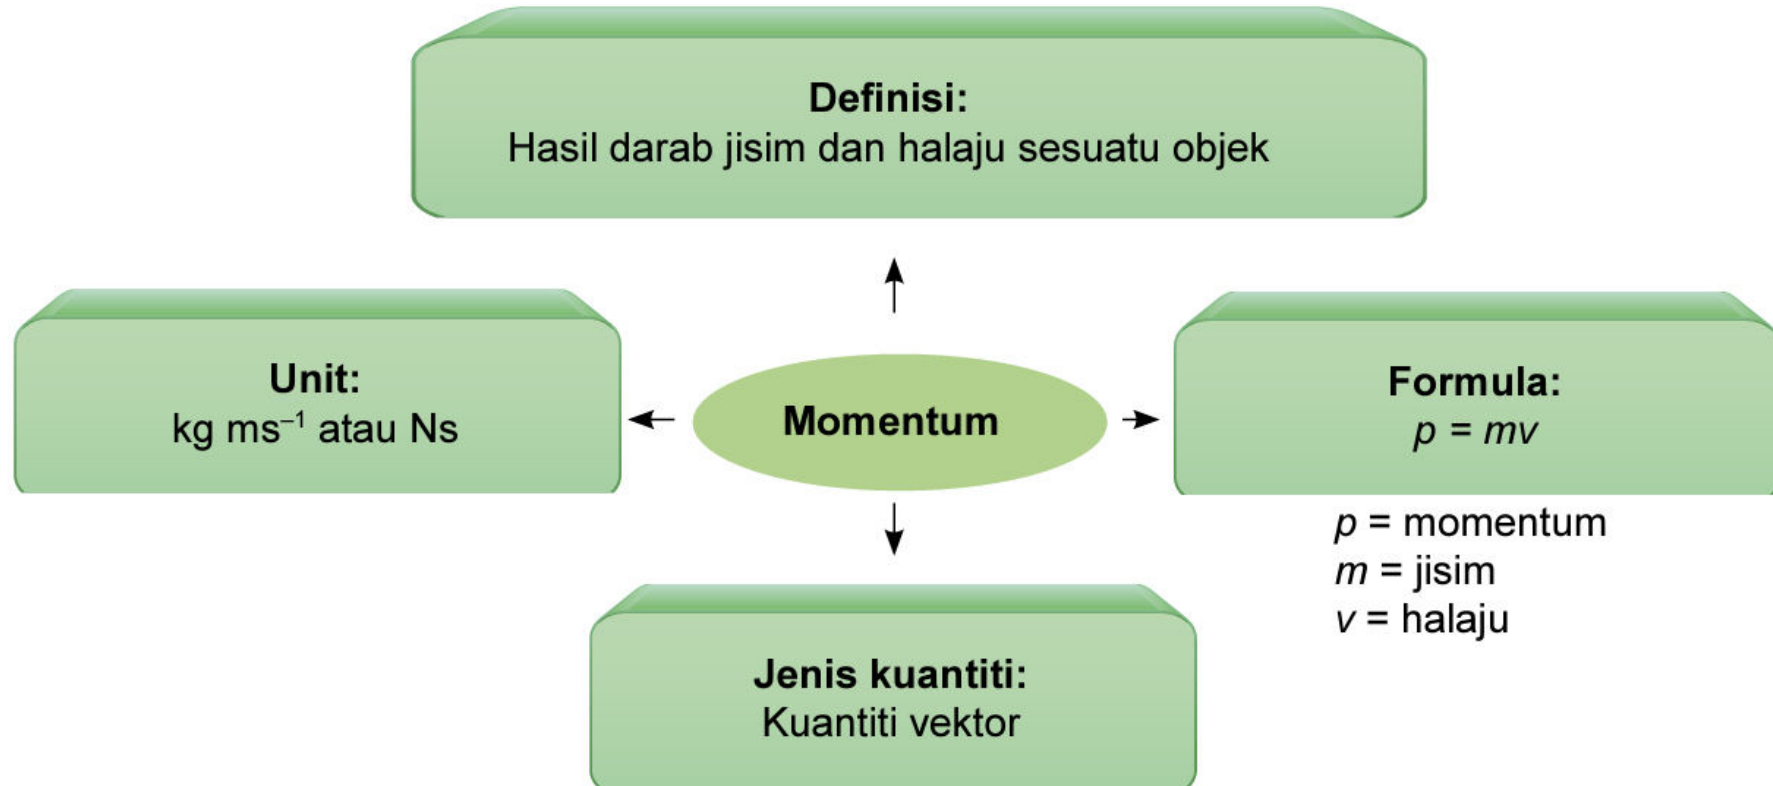 Definisi:
Hasil darab jisim dan halaju sesuatu objek
Unit:
kg ms⁻¹ atau Ns
Momentum
Formula:
p = mv
p = momentum
m = jisim
v = halaju
Jenis kuantiti:
Kuantiti vektor